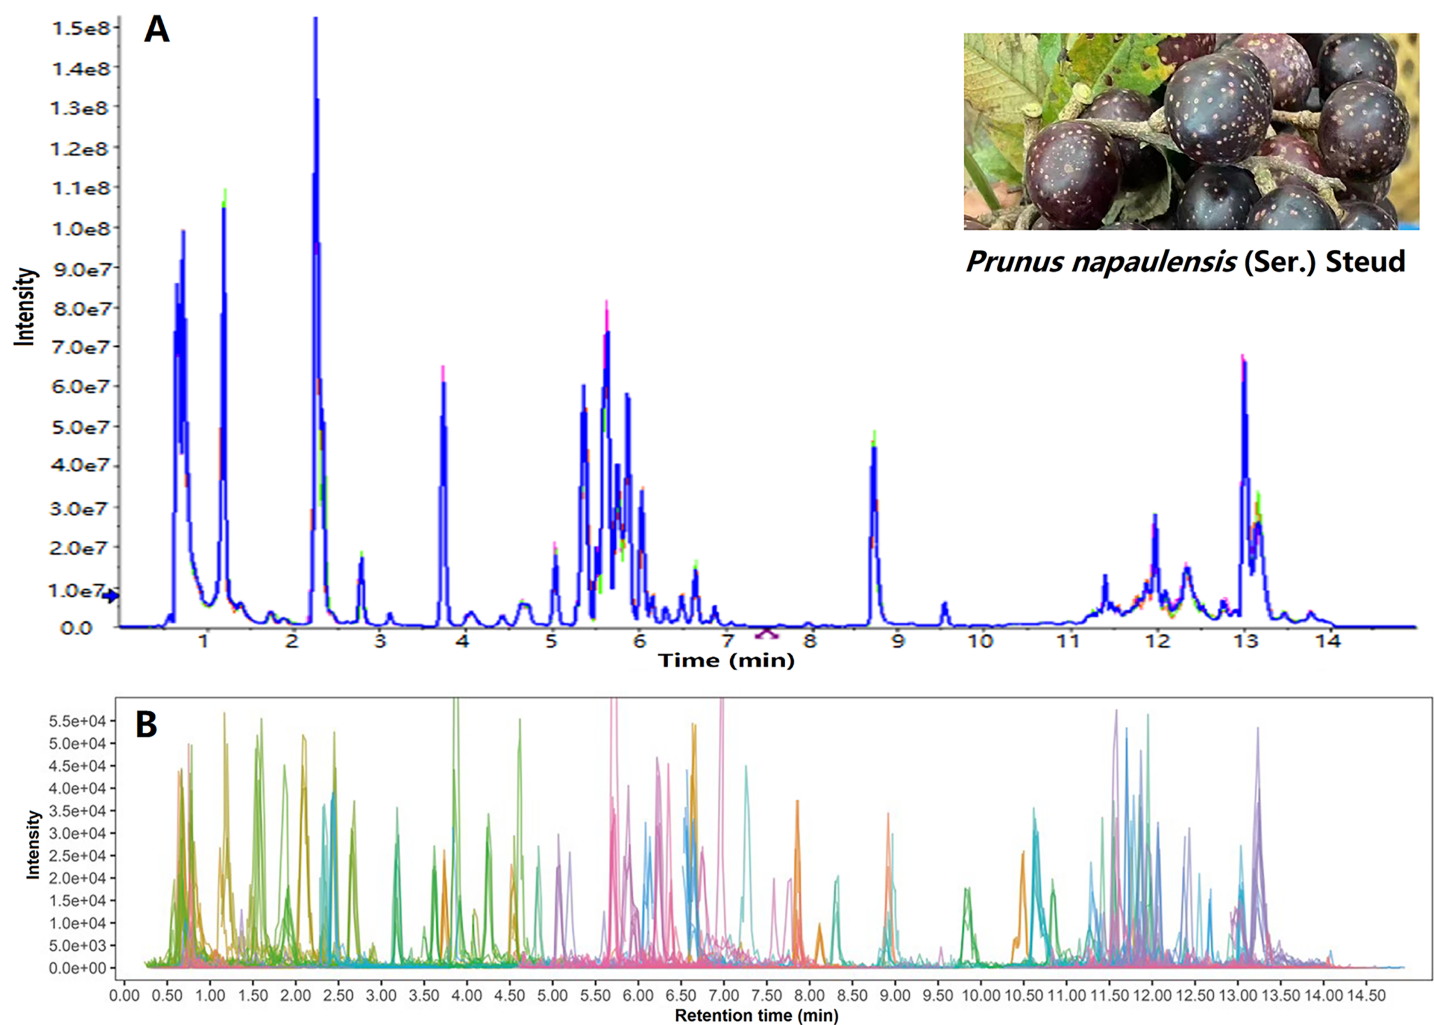 A
1.5e8
1.4e8
1.3e8
1.2e8
1.1e8
1.0e8
9.0e7
8.0e7
7.0e7
6.0e7
5.0e7
4.0e7
3.0e7
2.0e7
1.0e7
0.0
Intensity
1 2 3 4 5 6 7 8 9 10 11 12 13 14
Time (min)
Prunus napaulensis (Ser.) Steud
B
5.5e+04
5.0e+04
4.5e+04
4.0e+04
3.5e+04
3.0e+04
2.5e+04
2.0e+04
1.5e+04
1.0e+04
5.0e+03
0.0e+00
Intensity
0.00 0.50 1.00 1.50 2.00 2.50 3.00 3.50 4.00 4.50 5.00 5.50 6.00 6.50 7.00 7.50 8.00 8.50 9.00 9.50 10.00 10.50 11.00 11.50 12.00 12.50 13.00 13.50 14.00 14.50
Retention time (min)